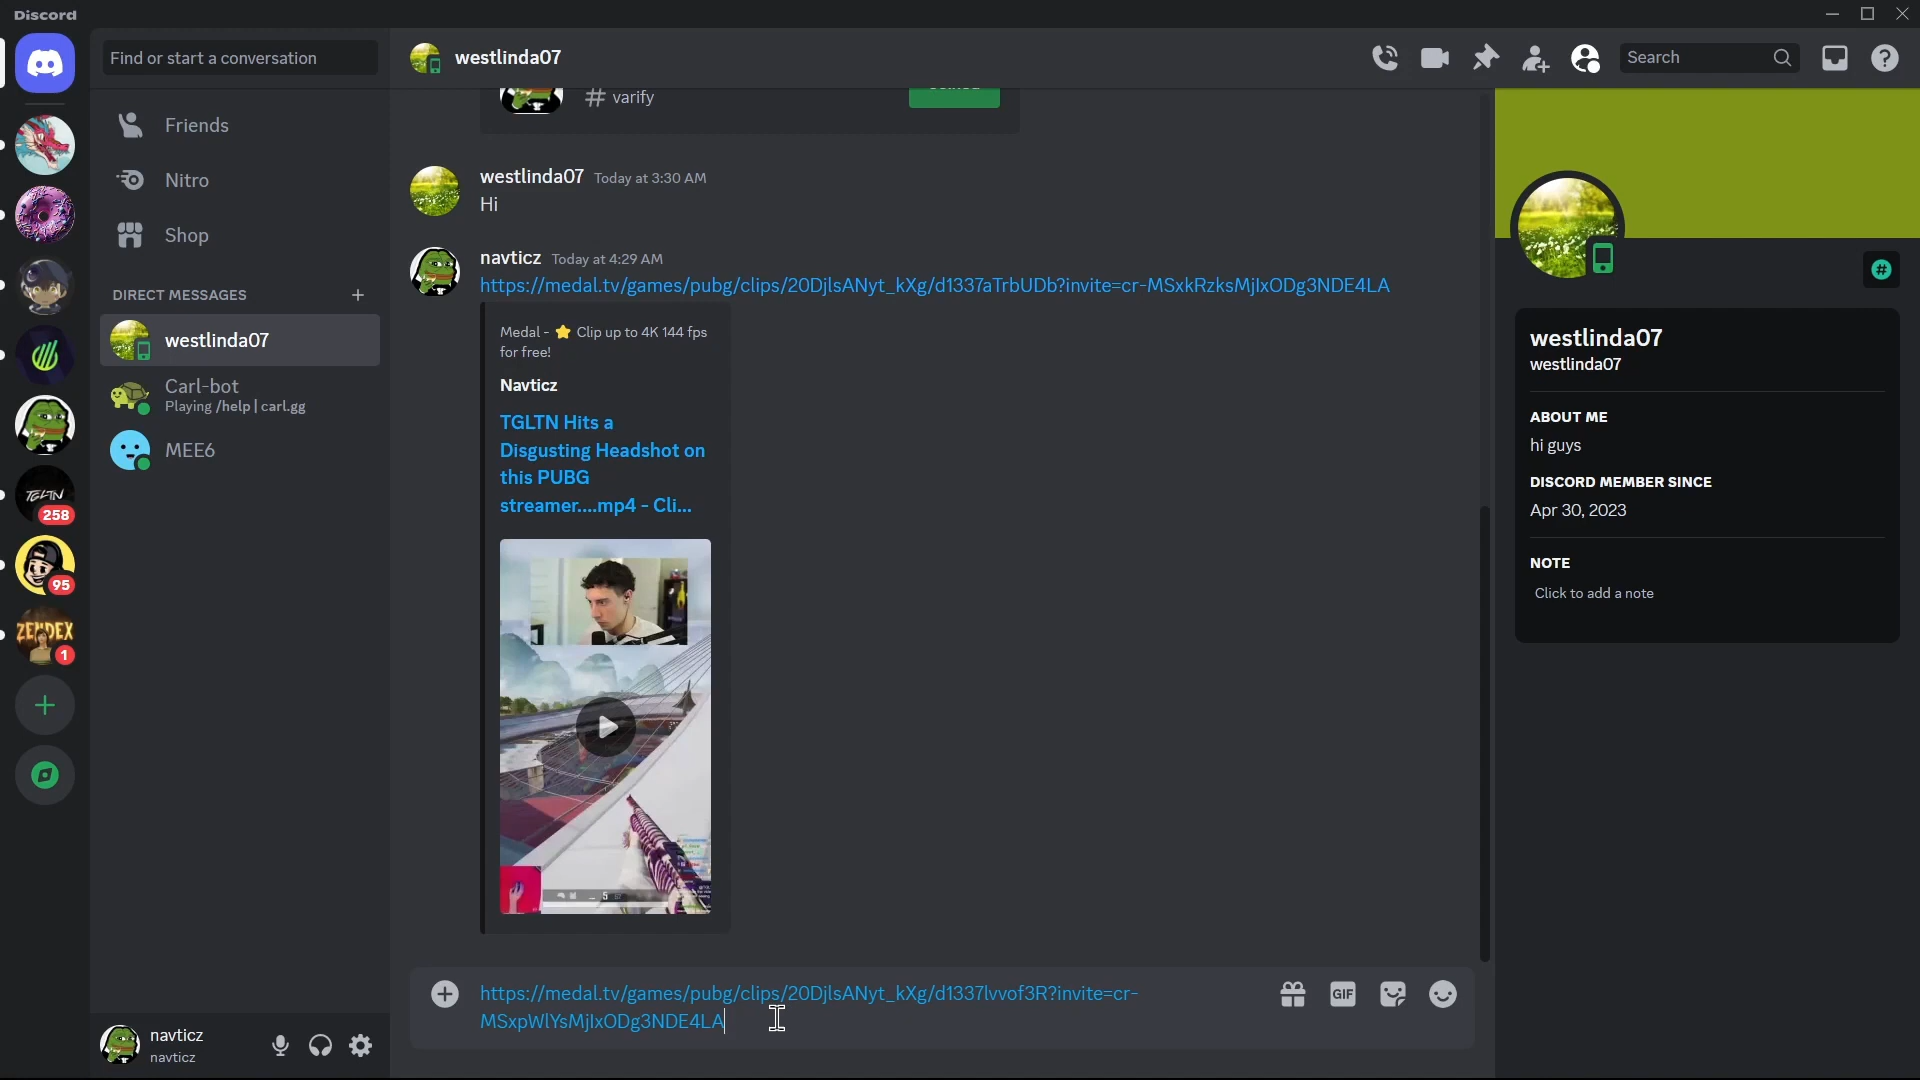 Discord
Find or start a conversation
westlinda07
Search
Friends
Nitro
Shop
DIRECT MESSAGES
westlinda07
Carl-bot
Playing /help | carl.gg
MEE6
TGLTN
258
95
ZENDEX
1
# varify
westlinda07 Today at 3:30 AM
Hi
navticz Today at 4:29 AM
https://medal.tv/games/pubg/clips/20DjlsANyt_kXg/d1337aTrbUDb?invite=cr-MSxkRzksMjIxODg3NDE4LA
Medal - ⭐ Clip up to 4K 144 fps
for free!
Navticz
TGLTN Hits a
Disgusting Headshot on
this PUBG
streamer....mp4 - Cli...
5
https://medal.tv/games/pubg/clips/20DjlsANyt_kXg/d1337lvvof3R?invite=cr-
MSxpWlYsMjIxODg3NDE4LA
GIF
westlinda07
westlinda07
ABOUT ME
hi guys
DISCORD MEMBER SINCE
Apr 30, 2023
NOTE
Click to add a note
navticz
navticz